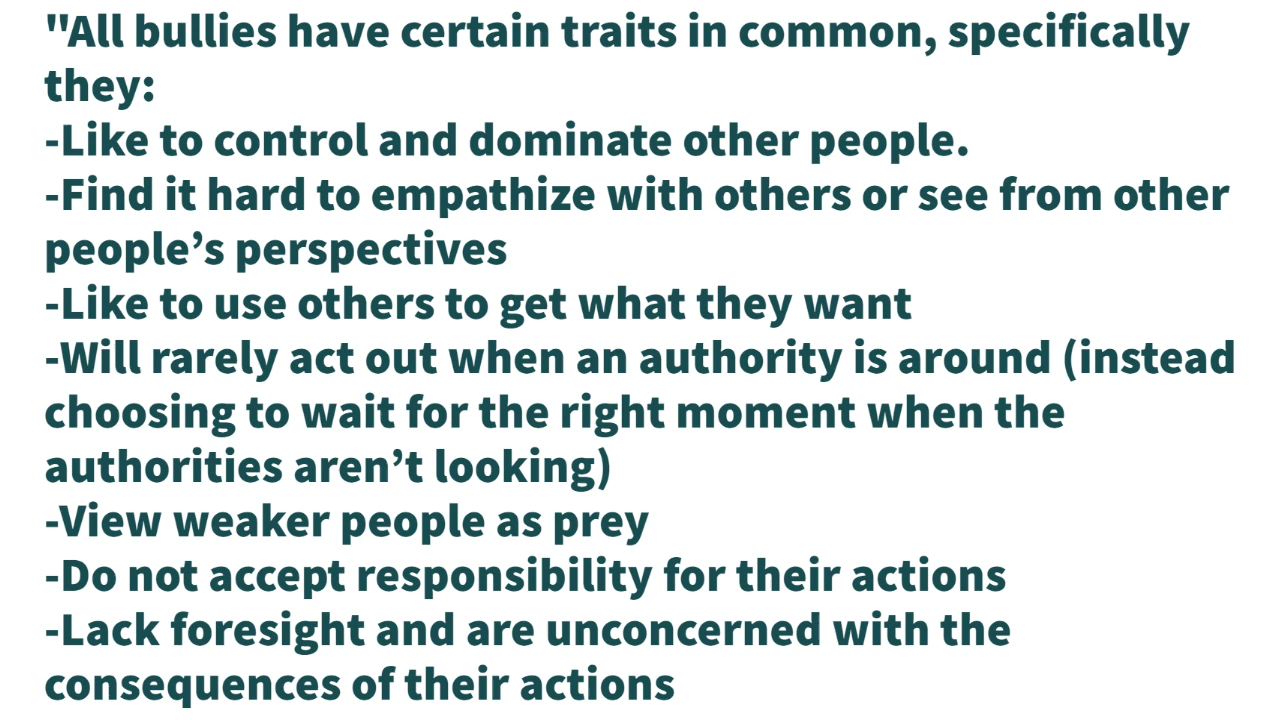 "All bullies have certain traits in common, specifically
they:
-Like to control and dominate other people.
-Find it hard to empathize with others or see from other
people’s perspectives
-Like to use others to get what they want
-Will rarely act out when an authority is around (instead
choosing to wait for the right moment when the
authorities aren’t looking)
-View weaker people as prey
-Do not accept responsibility for their actions
-Lack foresight and are unconcerned with the
consequences of their actions